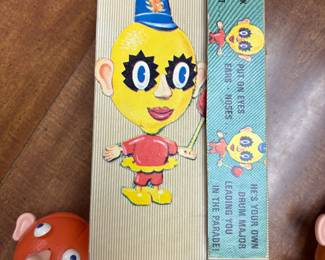 PUT ON EYES
EARS - NOSES
HE'S YOUR OWN
DRUM MAJOR
LEADING YOU
IN THE PARADE!